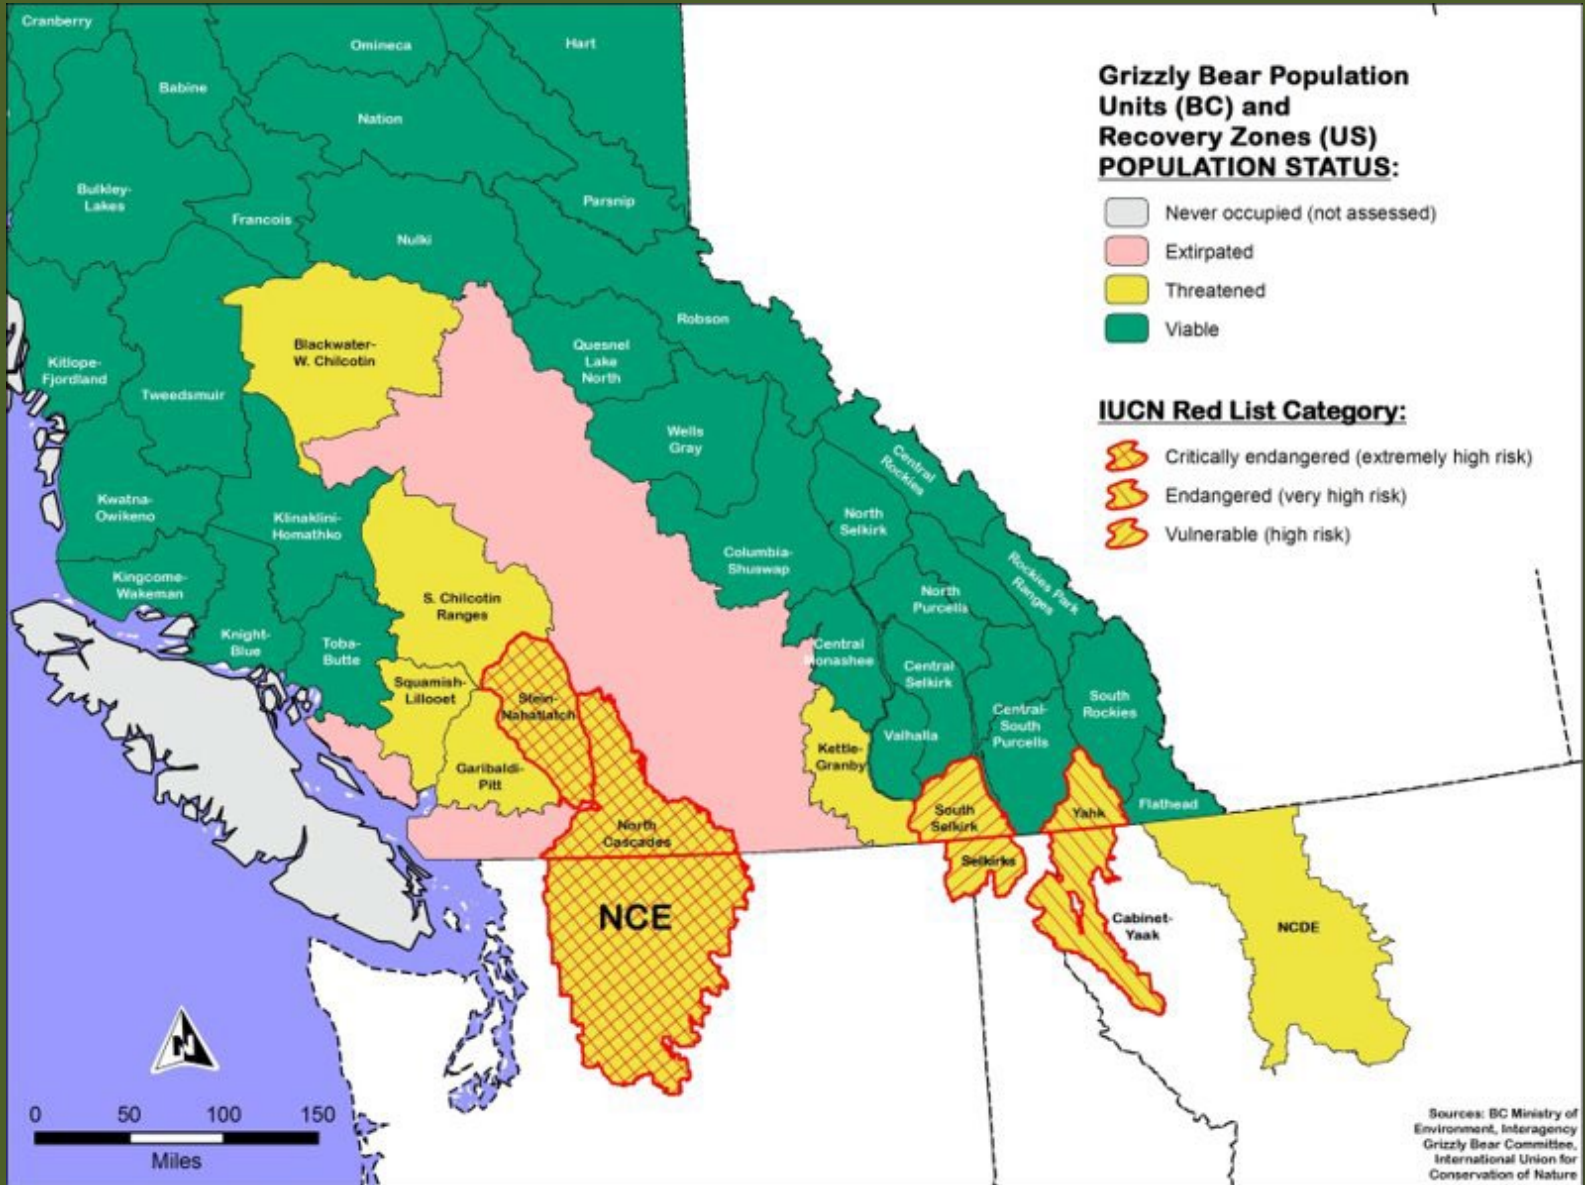 Cranberry
Omineca
Hart
Babine
Nation
Bulkley-
Lakes
Francois
Parsnip
Nulki
Robson
Blackwater-
W. Chilcotin
Quesnel
Lake
North
Kitlope-
Fjordland
Tweedsmuir
Wells
Gray
Central
Rockies
Kwatna-
Owikeno
Klinaklini-
Homathko
North
Selkirk
Columbia-
Shuswap
Rockies Park
Ranges
Kingcome-
Wakeman
S. Chilcotin
Ranges
North
Purcells
Knight-
Blue
Toba-
Butte
Central
Monashee
Central
Selkirk
Squamish-
Lillooet
Stein-
Nahatlatch
South
Rockies
Central-
South
Purcells
Valhalla
Kettle-
Granby
Garibaldi-
Pitt
South
Selkirk
Yahk
Flathead
North
Cascades
Selkirks
NCE
Cabinet-
Yaak
NCDE
Grizzly Bear Population
Units (BC) and
Recovery Zones (US)
POPULATION STATUS:
Never occupied (not assessed)
Extirpated
Threatened
Viable
IUCN Red List Category:
Critically endangered (extremely high risk)
Endangered (very high risk)
Vulnerable (high risk)
N
0 50 100 150
Miles
Sources: BC Ministry of
Environment, Interagency
Grizzly Bear Committee,
International Union for
Conservation of Nature